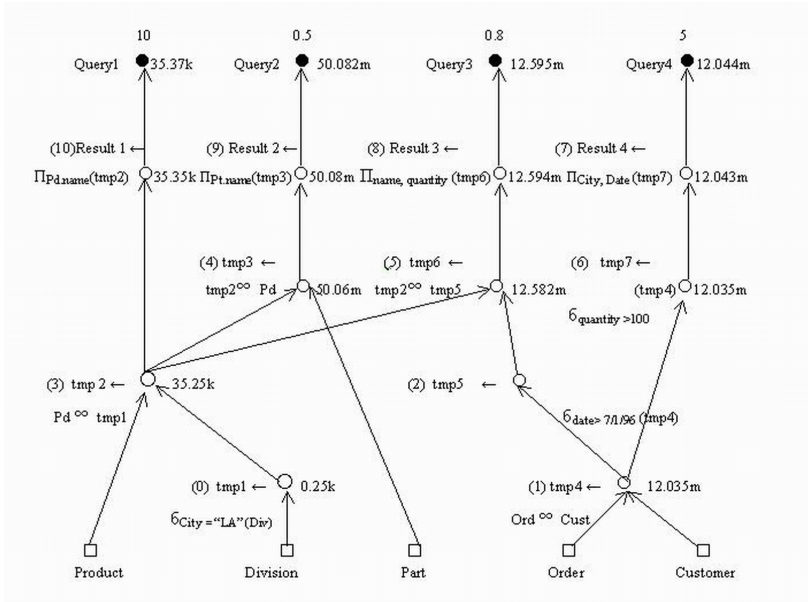 10 0.5 0.8 5
Query1 35.37k Query2 50.082m Query3 12.595m Query4 12.044m
(10)Result 1 ← (9) Result 2 ← (8) Result 3 ← (7) Result 4 ←
ΠPd.name(tmp2) 35.35k ΠPt.name(tmp3) 50.08m Πname, quantity (tmp6) 12.594m ΠCity, Date (tmp7) 12.043m
(4) tmp3 ← (5) tmp6 ← (6) tmp7 ←
tmp2∞ Pd 50.06m tmp2∞ tmp5 12.582m (tmp4) 12.035m
б quantity >100
(3) tmp 2 ← 35.25k (2) tmp5 ←
Pd ∞ tmp1 бdate> 7/1/96 (tmp4)
(0) tmp1 ← 0.25k (1) tmp4 ← 12.035m
бCity = “LA” (Div) Ord ∞ Cust
Product Division Part Order Customer